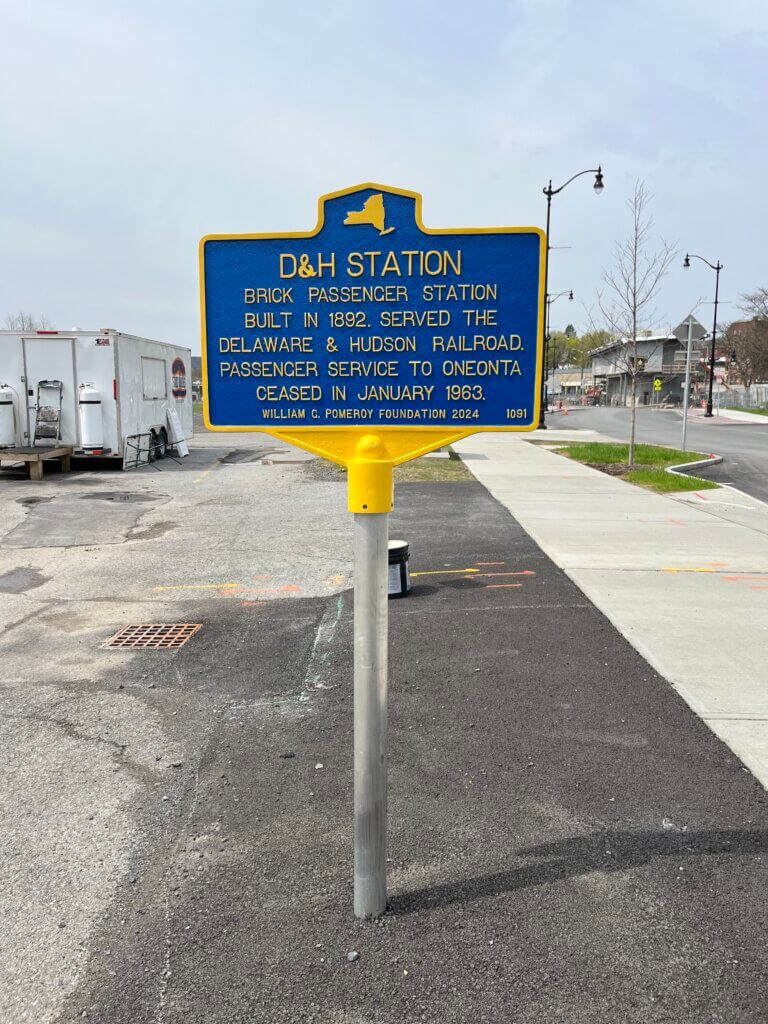 D&H STATION
BRICK PASSENGER STATION
BUILT IN 1892. SERVED THE
DELAWARE & HUDSON RAILROAD.
PASSENGER SERVICE TO ONEONTA
CEASED IN JANUARY 1963.
WILLIAM G. POMEROY FOUNDATION 2024 1091